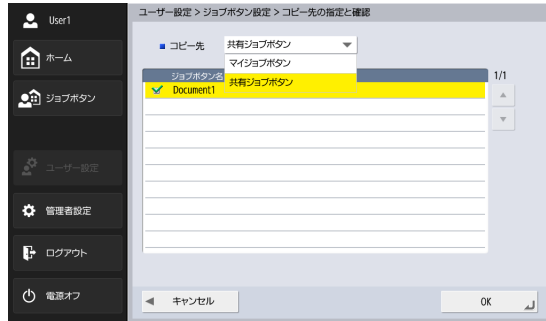 User1
ホーム
ジョブボタン
ユーザー設定
管理者設定
ログアウト
電源オフ
ユーザー設定 > ジョブボタン設定 > コピー先の指定と確認
コピー先
共有ジョブボタン
マイジョブボタン
共有ジョブボタン
ジョブボタン名
1/1
Document1
キャンセル
OK